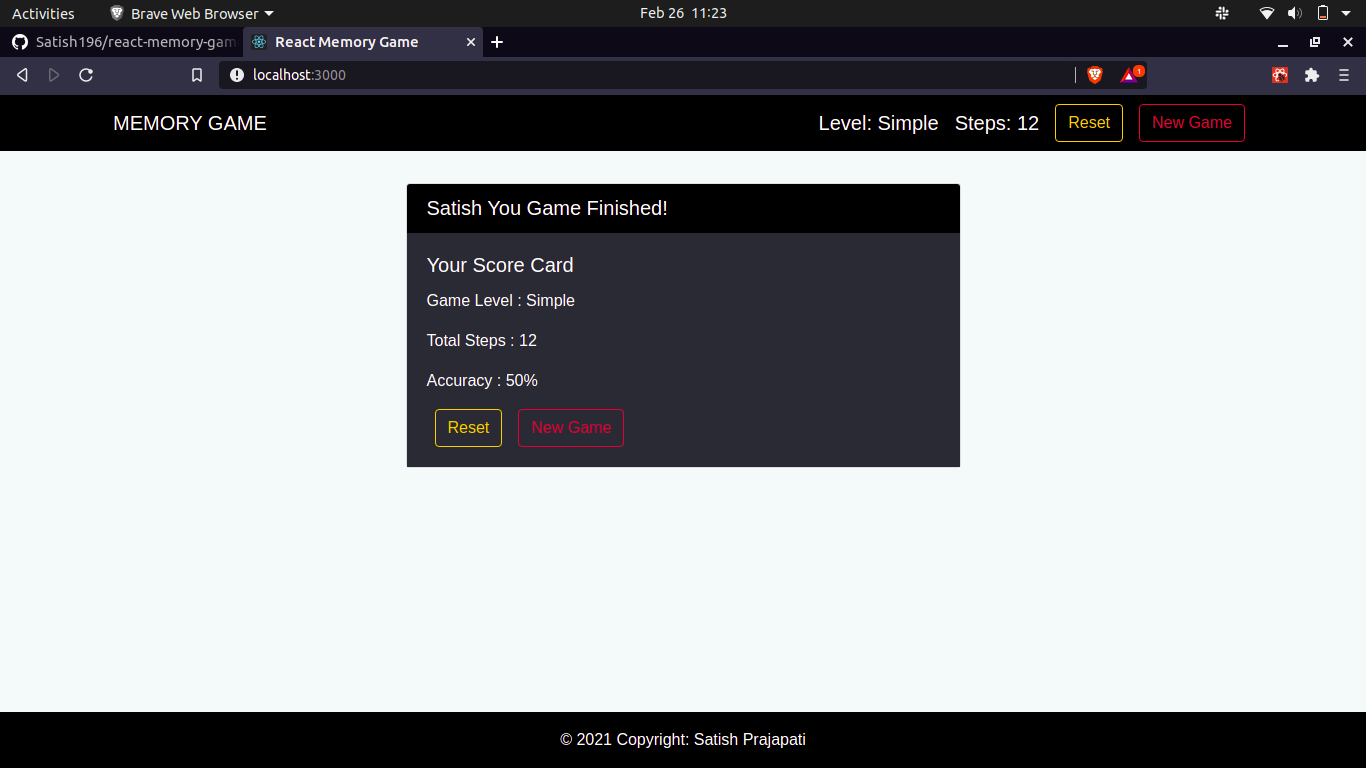 Activities Brave Web Browser Feb 26 11:23
Satish196/react-memory-gam React Memory Game
localhost:3000 1
MEMORY GAME Level: Simple Steps: 12 Reset New Game
Satish You Game Finished!
Your Score Card
Game Level : Simple
Total Steps : 12
Accuracy : 50%
Reset New Game
© 2021 Copyright: Satish Prajapati